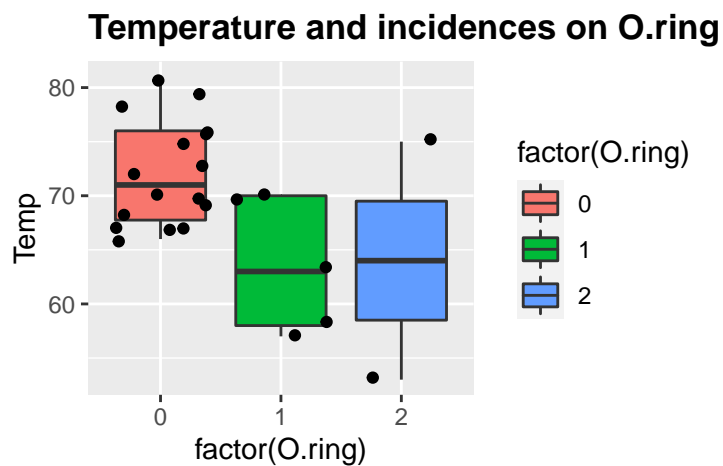 Temperature and incidences on O.ring
80
70
60
Temp
0
1
2
factor(O.ring)
factor(O.ring)
0
1
2